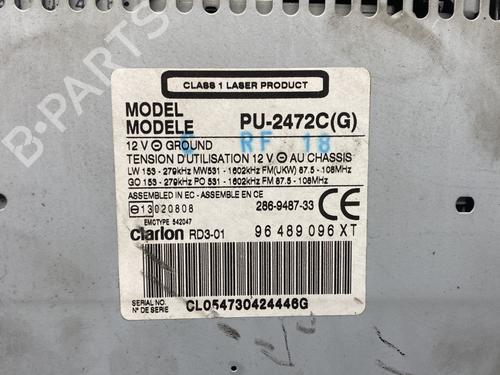 B-PARTS
CLASS 1 LASER PRODUCT
MODEL
MODELE PU-2472C(G)
C RF 18
12 V ⊖ GROUND
TENSION D'UTILISATION 12 V ⊖ AU CHASSIS
LW 153 - 279kHz MW531 - 1602kHz FM(UKW) 87.5 - 108MHz
GO 153 - 279kHz PO 531 - 1602kHz FM 87.5 - 108MHz
ASSEMBLED IN EC - ASSEMBLE EN CE
e 13 020808 286-9487-33 CE
EMCTYPE 542047
Clarion RD3-01 96 489 096 XT
SERIAL No. CL054730424446G
N° DE SERIE